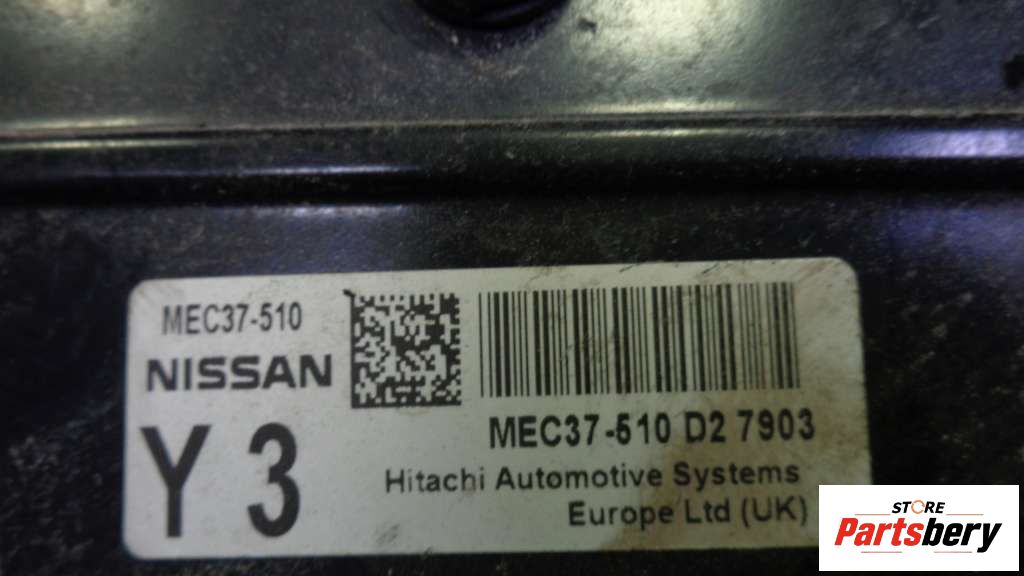 MEC37-510
NISSAN
Y 3
MEC37-510 D2 7903
Hitachi Automotive Systems
Europe Ltd (UK)
STORE
Partsbery